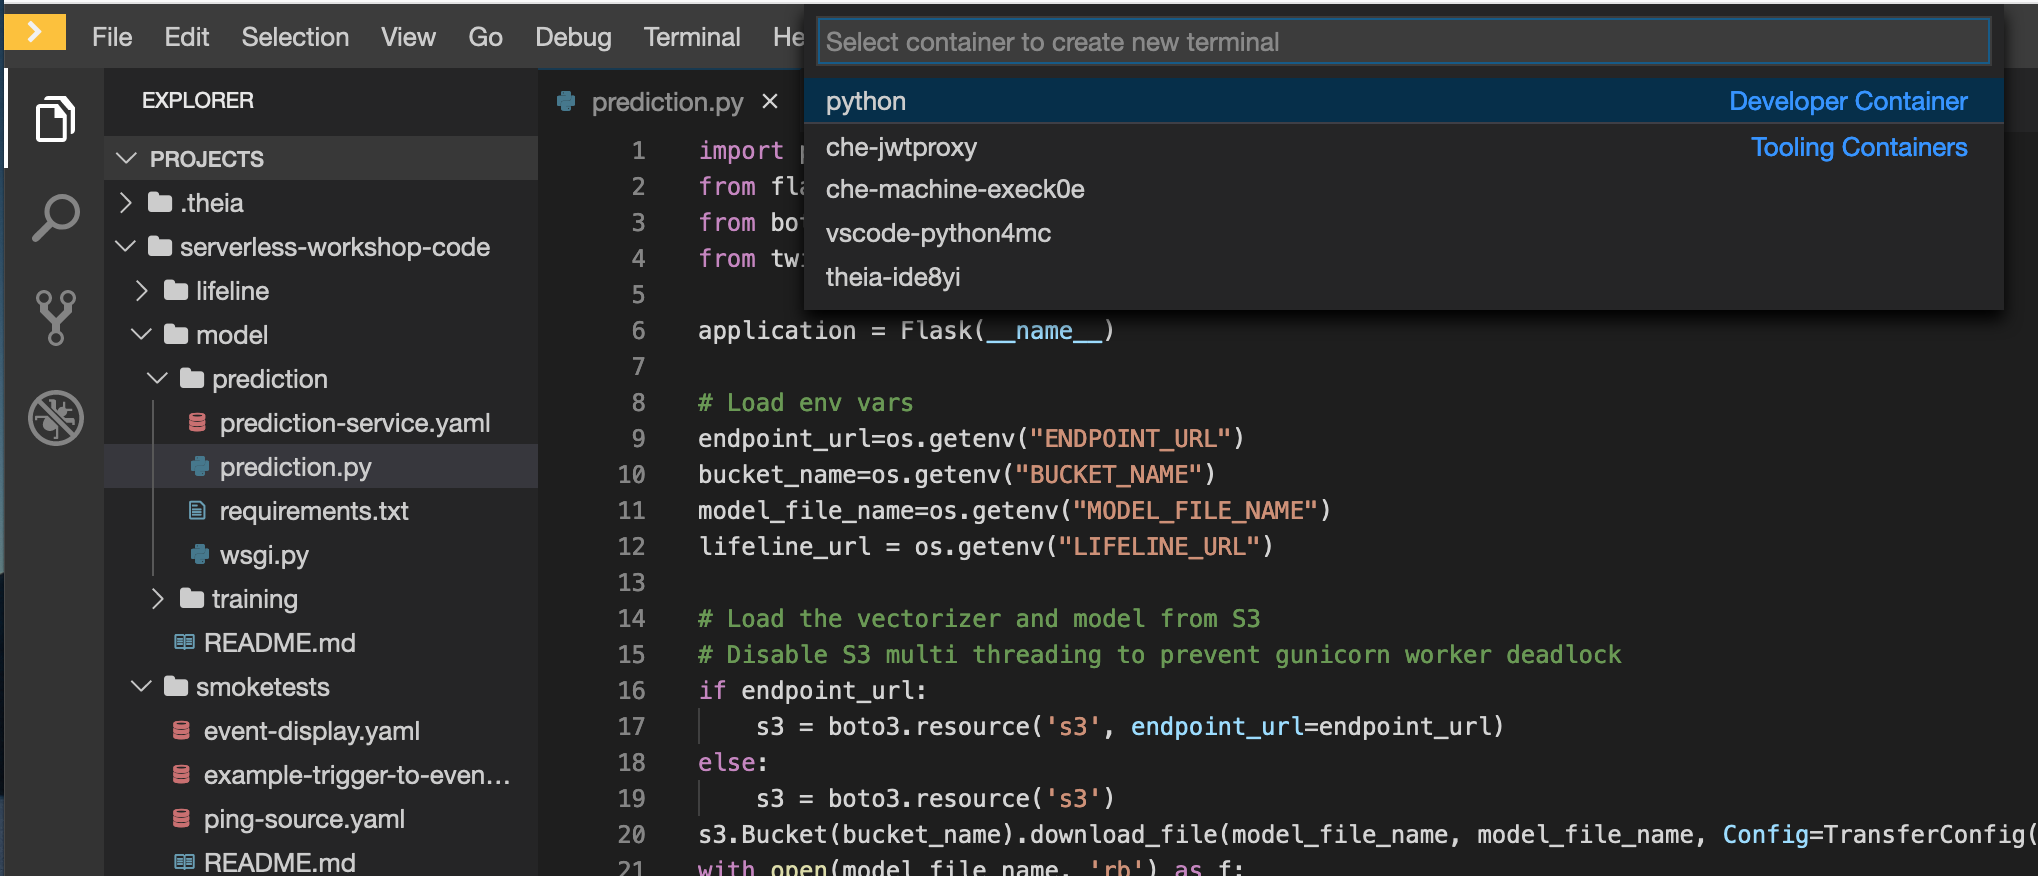 File Edit Selection View Go Debug Terminal He
Select container to create new terminal
python Developer Container
che-jwtproxy Tooling Containers
che-machine-execk0e
vscode-python4mc
theia-ide8yi
EXPLORER
PROJECTS
.theia
serverless-workshop-code
lifeline
model
prediction
prediction-service.yaml
prediction.py
requirements.txt
wsgi.py
training
README.md
smoketests
event-display.yaml
example-trigger-to-even...
ping-source.yaml
README.md
prediction.py
1 import
2 from fla
3 from bo
4 from tw
5
6 application = Flask(__name__)
7
8 # Load env vars
9 endpoint_url=os.getenv("ENDPOINT_URL")
10 bucket_name=os.getenv("BUCKET_NAME")
11 model_file_name=os.getenv("MODEL_FILE_NAME")
12 lifeline_url = os.getenv("LIFELINE_URL")
13
14 # Load the vectorizer and model from S3
15 # Disable S3 multi threading to prevent gunicorn worker deadlock
16 if endpoint_url:
17 s3 = boto3.resource('s3', endpoint_url=endpoint_url)
18 else:
19 s3 = boto3.resource('s3')
20 s3.Bucket(bucket_name).download_file(model_file_name, model_file_name, Config=TransferConfig(
21 with open(model_file_name, 'rb') as f: